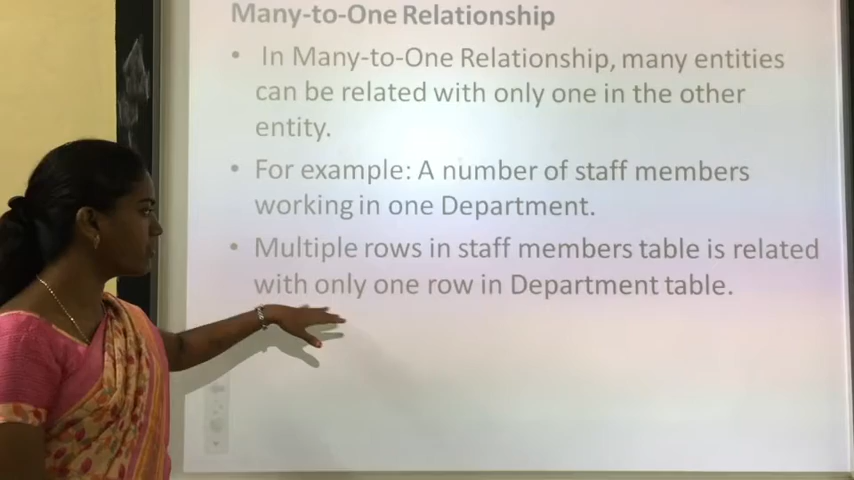 Many-to-One Relationship
• In Many-to-One Relationship, many entities
can be related with only one in the other
entity.
• For example: A number of staff members
working in one Department.
• Multiple rows in staff members table is related
with only one row in Department table.